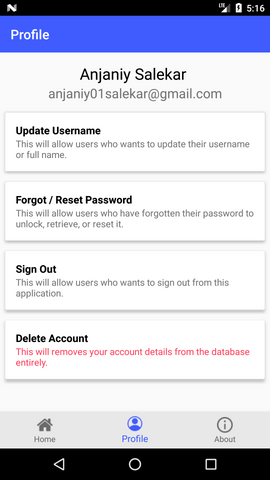 LTE 5:16
Profile
Anjaniy Salekar
anjaniy01salekar@gmail.com
Update Username
This will allow users who wants to update their username
or full name.
Forgot / Reset Password
This will allow users who have forgotten their password to
unlock, retrieve, or reset it.
Sign Out
This will allow users who wants to sign out from this
application.
Delete Account
This will removes your account details from the database
entirely.
Home
Profile
About